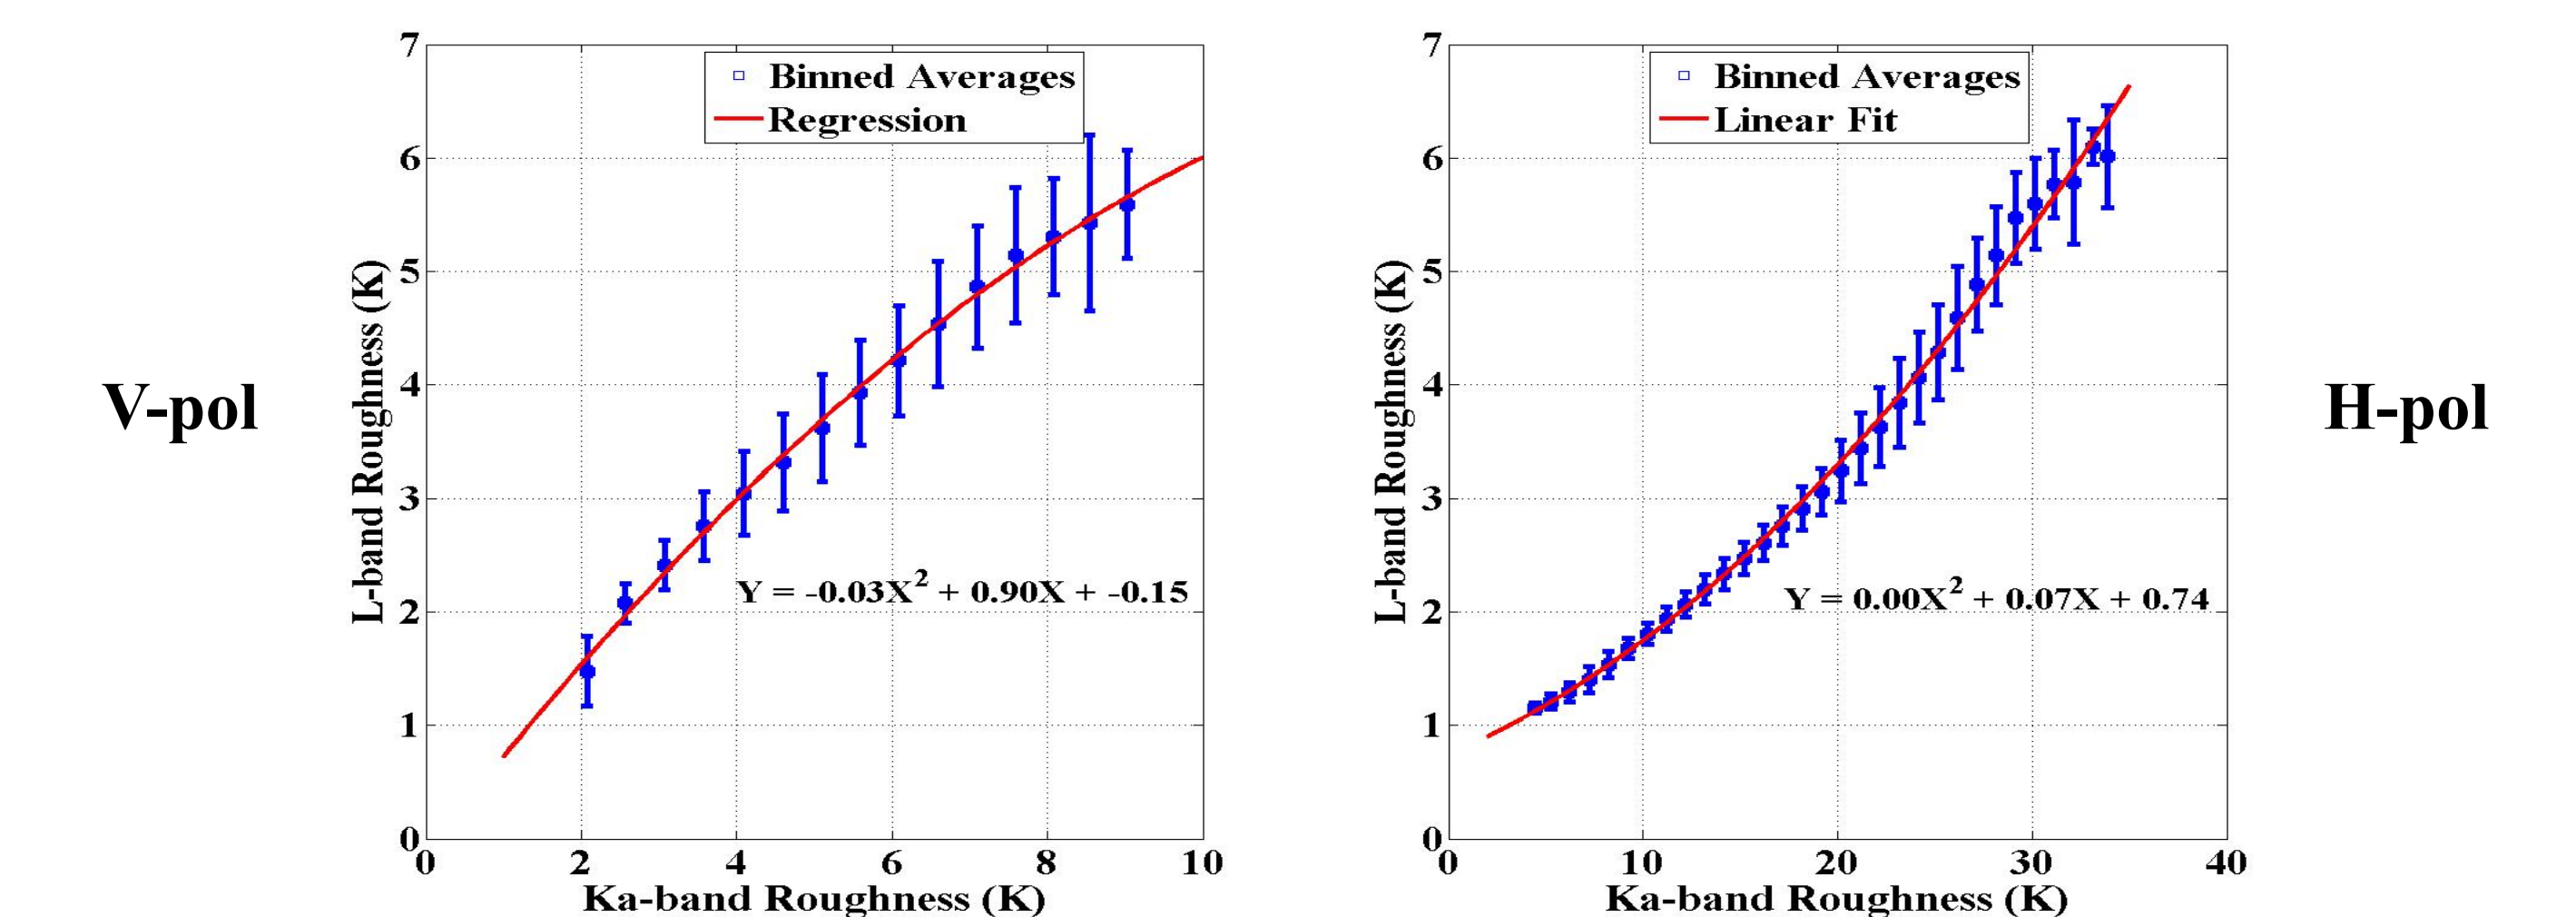 V-pol
7
6
5
4
3
2
1
0
L-band Roughness (K)
Binned Averages
Regression
Y = -0.03X² + 0.90X + -0.15
0 2 4 6 8 10
Ka-band Roughness (K)
7
6
5
4
3
2
1
0
L-band Roughness (K)
Binned Averages
Linear Fit
Y = 0.00X² + 0.07X + 0.74
0 10 20 30 40
Ka-band Roughness (K)
H-pol